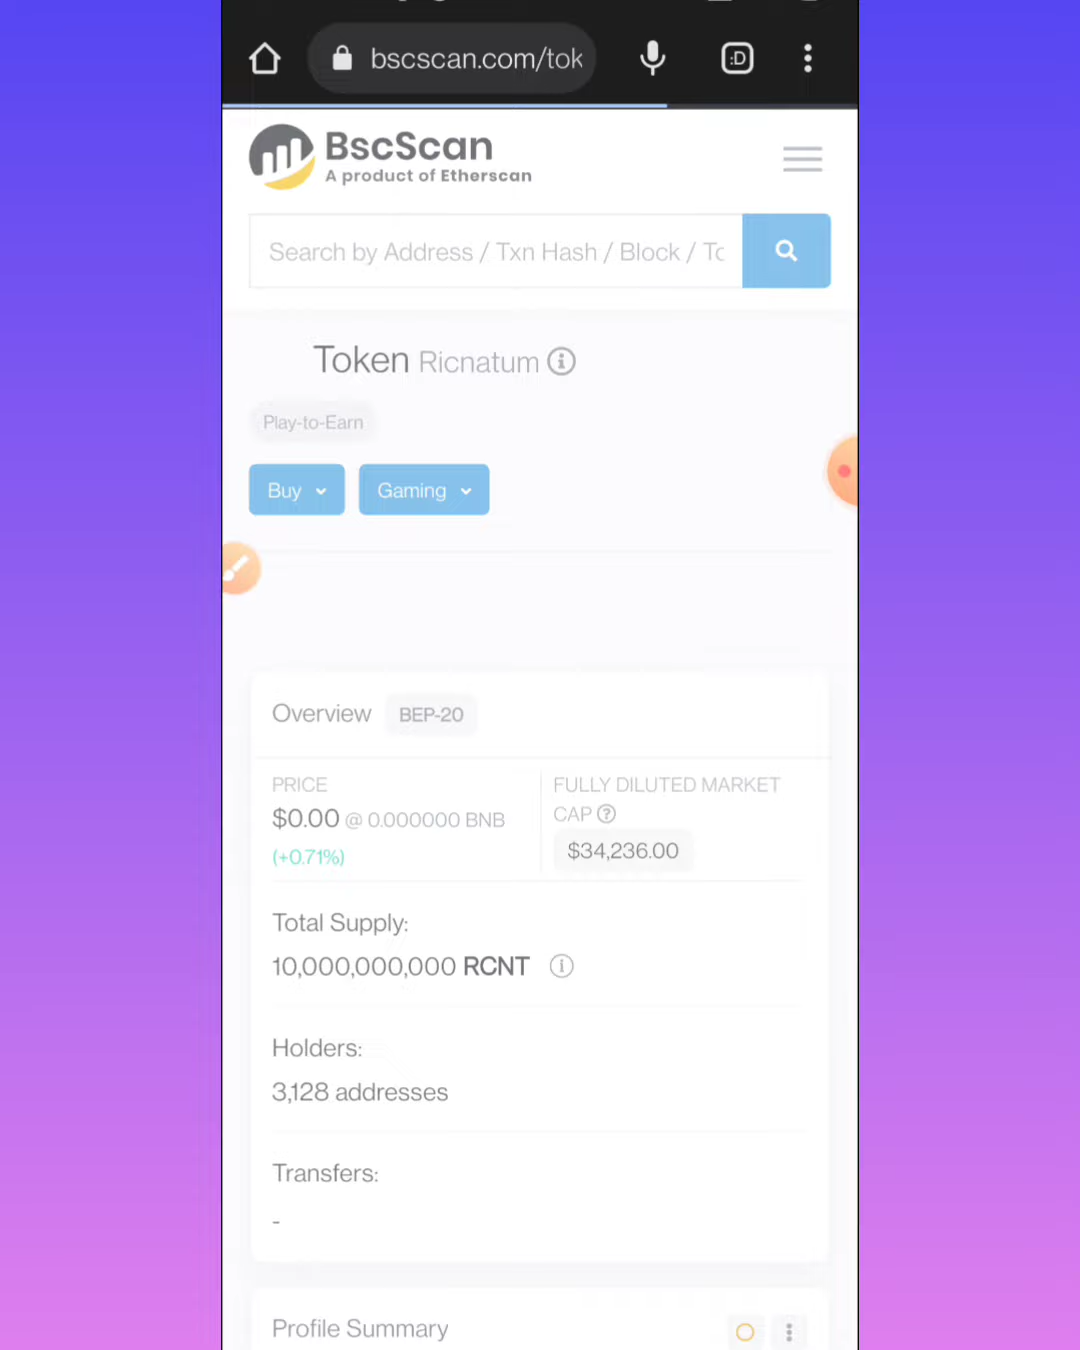 bscscan.com/tok
:D
BscScan
A product of Etherscan
Search by Address / Txn Hash / Block / To
Token Ricnatum
Play-to-Earn
Buy
Gaming
Overview BEP-20
PRICE
$0.00 @ 0.000000 BNB
(+0.71%)
FULLY DILUTED MARKET
CAP
$34,236.00
Total Supply:
10,000,000,000 RCNT
Holders:
3,128 addresses
Transfers:
-
Profile Summary